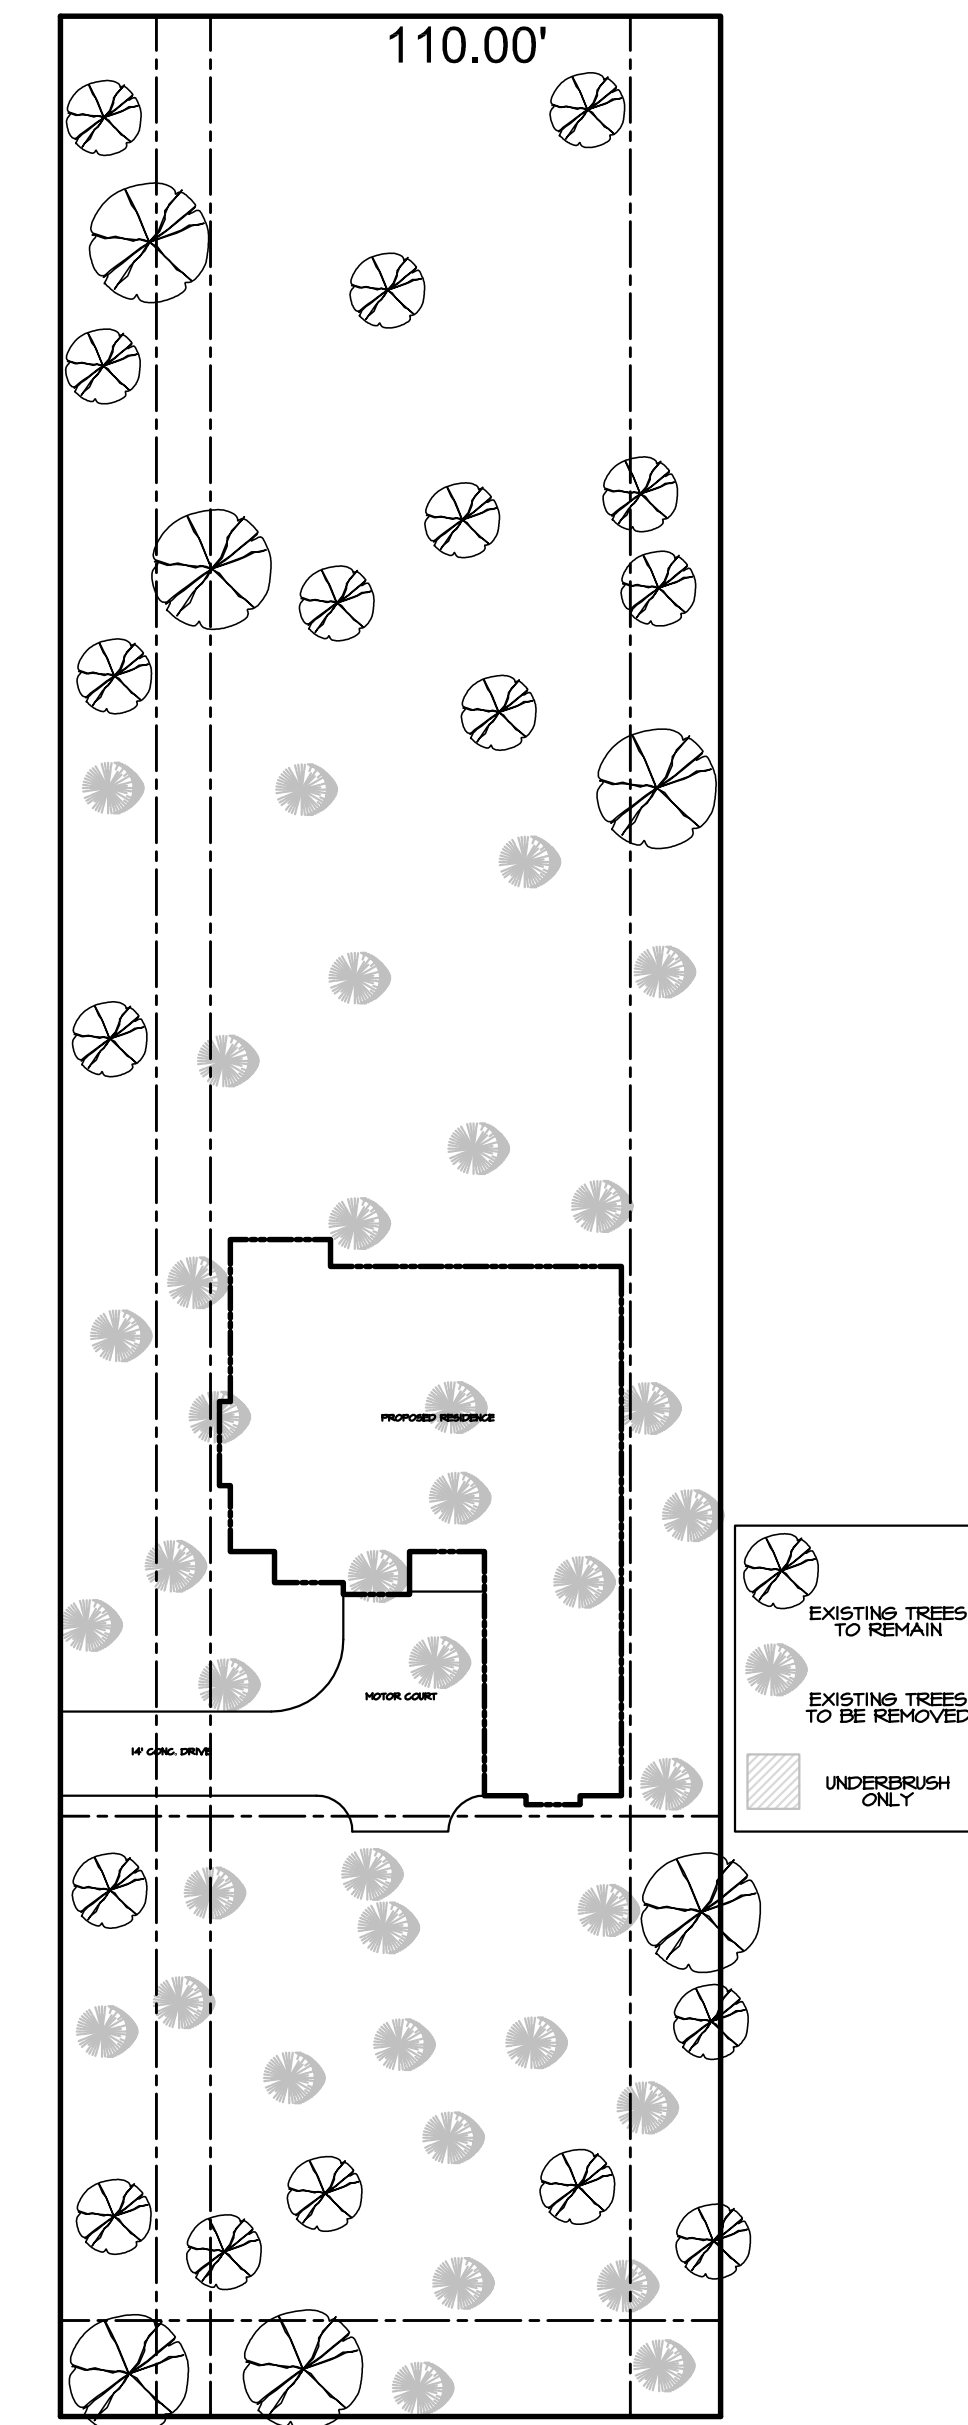 110.00'
PROPOSED RESIDENCE
MOTOR COURT
14' CONC. DRIVE
EXISTING TREES
TO REMAIN
EXISTING TREES
TO BE REMOVED
UNDERBRUSH
ONLY